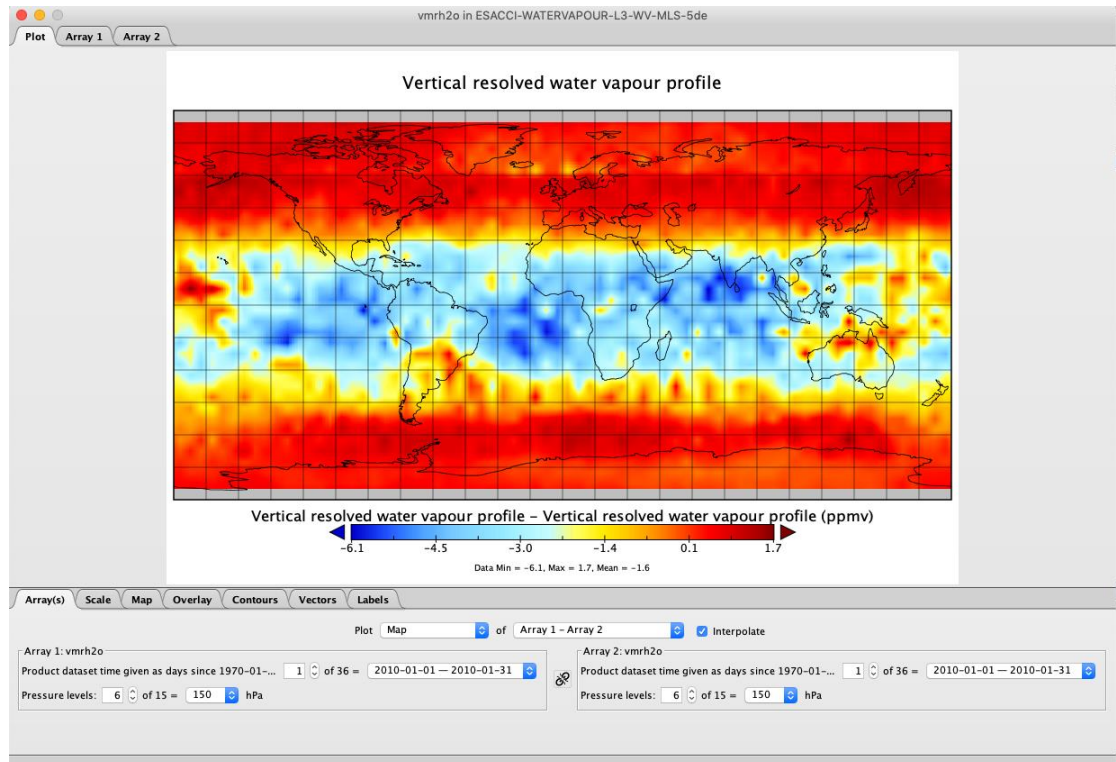 vmrh2o in ESACCI-WATERVAPOUR-L3-WV-MLS-5de
Plot Array 1 Array 2
Vertical resolved water vapour profile
Vertical resolved water vapour profile – Vertical resolved water vapour profile (ppmv)
-6.1 -4.5 -3.0 -1.4 0.1 1.7
Data Min = -6.1, Max = 1.7, Mean = -1.6
Array(s) Scale Map Overlay Contours Vectors Labels
Plot Map of Array 1 - Array 2 Interpolate
Array 1: vmrh2o Array 2: vmrh2o
Product dataset time given as days since 1970-01-... 1 of 36 = 2010-01-01 — 2010-01-31 Product dataset time given as days since 1970-01-... 1 of 36 = 2010-01-01 — 2010-01-31
Pressure levels: 6 of 15 = 150 hPa Pressure levels: 6 of 15 = 150 hPa